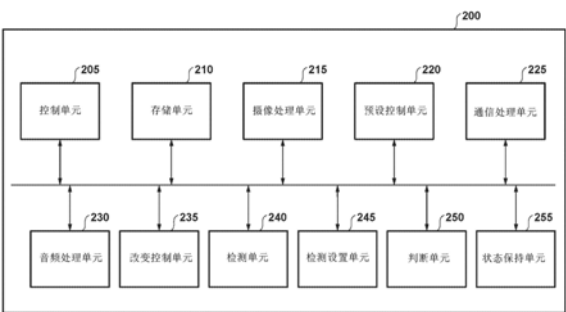 200
205 210 215 220 225
控制单元 存储单元 摄像处理单元 预设控制单元 通信处理单元
230 235 240 245 250 255
音频处理单元 改变控制单元 检测单元 检测设置单元 判断单元 状态保持单元